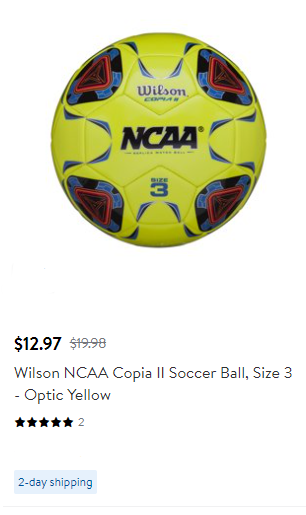 Wilson
COPIA II
NCAA®
SIZE
3
$12.97 $19.98
Wilson NCAA Copia II Soccer Ball, Size 3
- Optic Yellow
2
2-day shipping